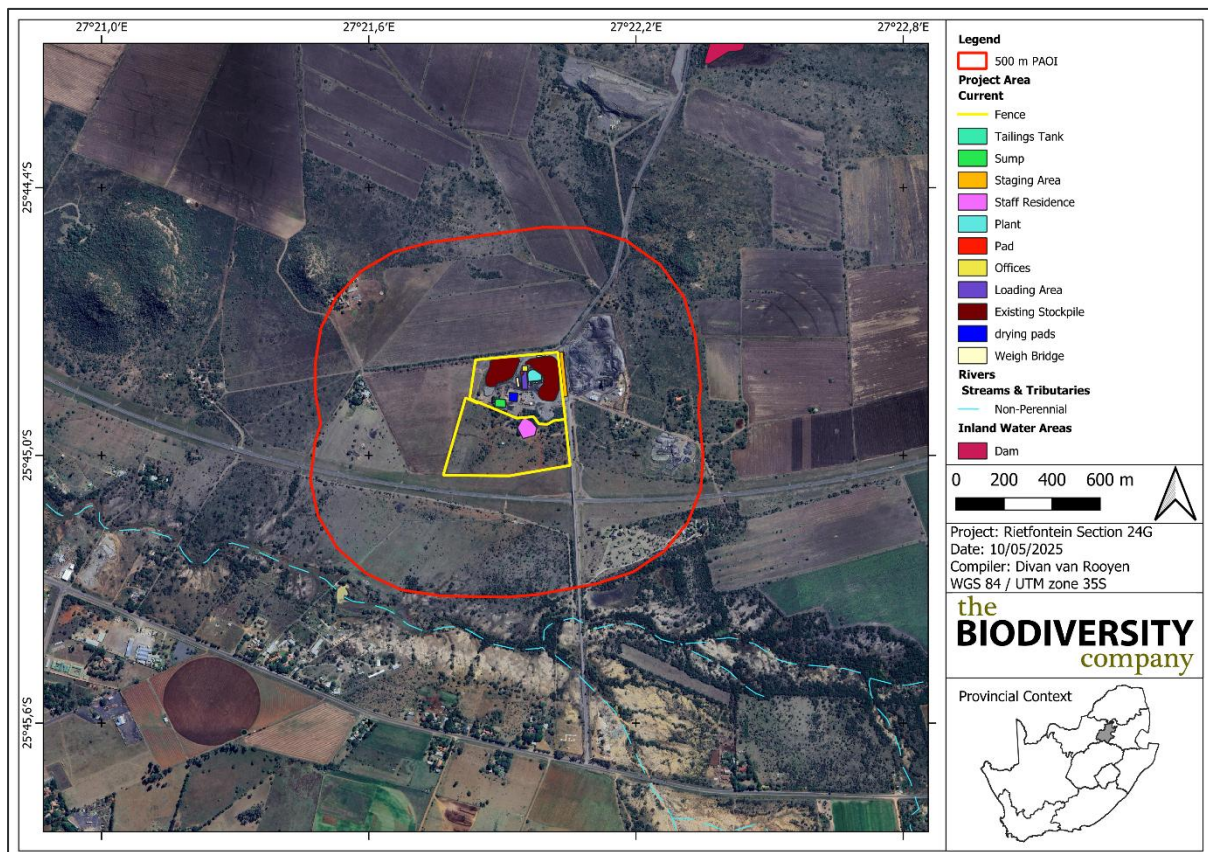 27°21,0'E
27°21,6'E
27°22,2'E
27°22,8'E
25°44,4'S
25°45,0'S
25°45,6'S
Legend
500 m PAOI
Project Area
Current
Fence
Tailings Tank
Sump
Staging Area
Staff Residence
Plant
Pad
Offices
Loading Area
Existing Stockpile
drying pads
Weigh Bridge
Rivers
Streams & Tributaries
Non-Perennial
Inland Water Areas
Dam
0 200 400 600 m
Project: Rietfontein Section 24G
Date: 10/05/2025
Compiler: Divan van Rooyen
WGS 84 / UTM zone 35S
the
BIODIVERSITY
company
Provincial Context